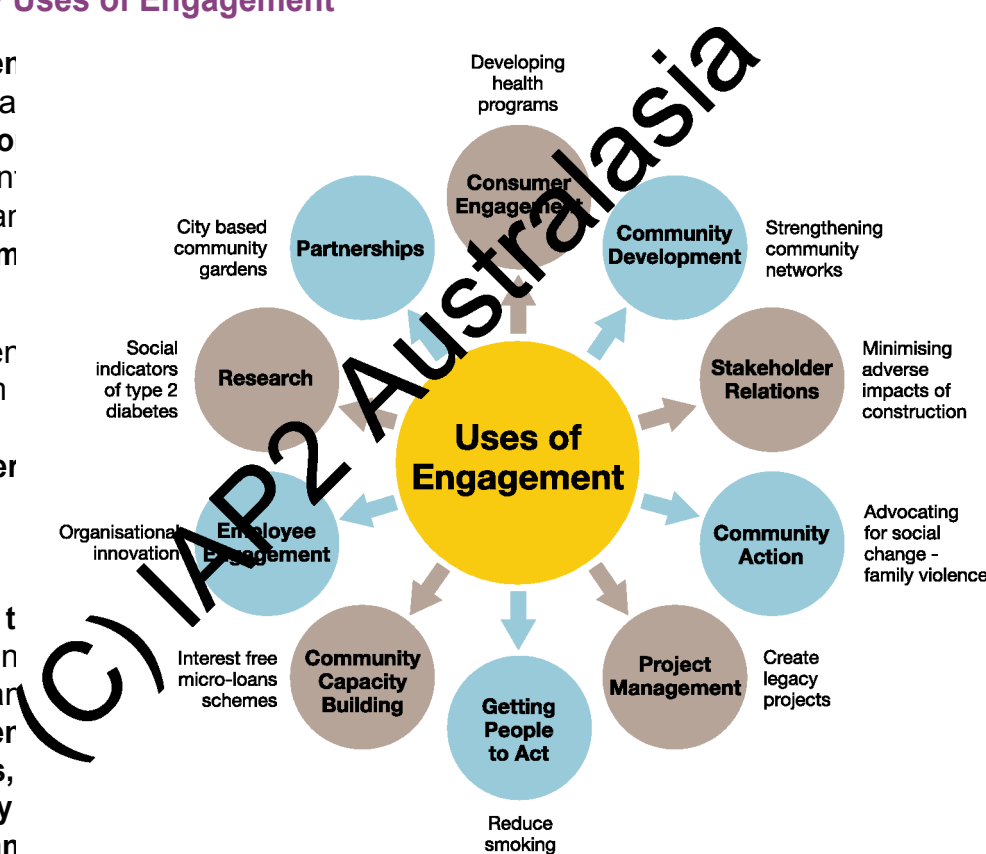 Uses of Engagement
Developing
health
programs
Consumer
Engagement
City based
community
gardens
Partnerships
Community
Development
Strengthening
community
networks
Social
indicators
of type 2
diabetes
Research
Stakeholder
Relations
Minimising
adverse
impacts of
construction
Uses of
Engagement
Organisational
innovation
Employee
Engagement
Community
Action
Advocating
for social
change -
family violence
Interest free
micro-loans
schemes
Community
Capacity
Building
Getting
People
to Act
Project
Management
Create
legacy
projects
Reduce
smoking
(C) IAP2 Australasia